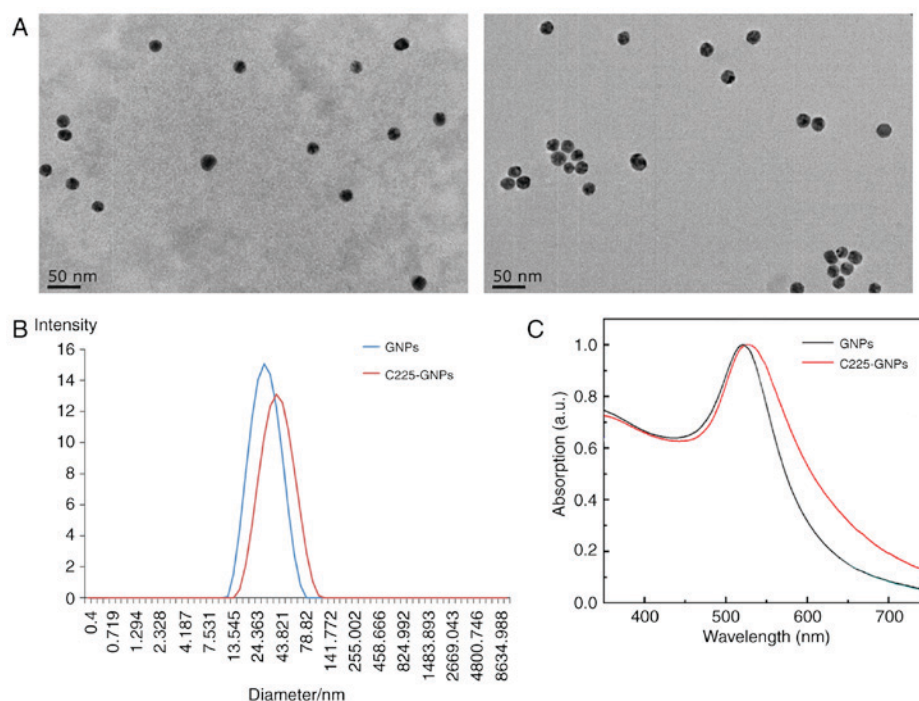 A
50 nm
50 nm
B
Intensity
GNPs
C225-GNPs
16
14
12
10
8
6
4
2
0
0.4
0.719
1.294
2.328
4.187
7.531
13.545
24.363
43.821
78.82
141.772
255.002
458.666
824.992
1483.893
2669.043
4800.746
8634.988
Diameter/nm
C
GNPs
C225-GNPs
Absorption (a.u.)
1.0
0.8
0.6
0.4
0.2
0.0
400
500
600
700
Wavelength (nm)